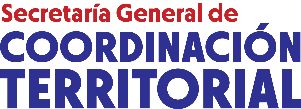 Secretaría General de
COORDINACIÓN
TERRITORIAL